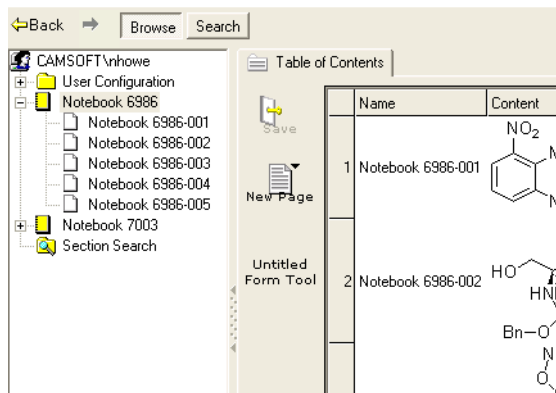 Back Browse Search
CAMSOFT\nhowe
User Configuration
Notebook 6986
Notebook 6986-001
Notebook 6986-002
Notebook 6986-003
Notebook 6986-004
Notebook 6986-005
Notebook 7003
Section Search
Table of Contents
Save
New Page
Untitled
Form Tool
Name Content
1 Notebook 6986-001
NO2
N
N
2 Notebook 6986-002
HO
HN
Bn-O
N
O